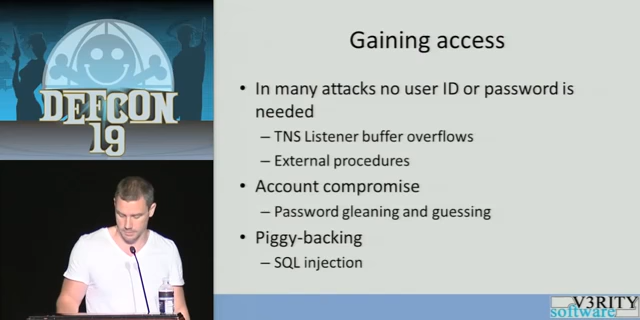 DEFCON
19
Gaining access
• In many attacks no user ID or password is
needed
– TNS Listener buffer overflows
– External procedures
• Account compromise
– Password gleaning and guessing
• Piggy-backing
– SQL injection
V3RITY
software